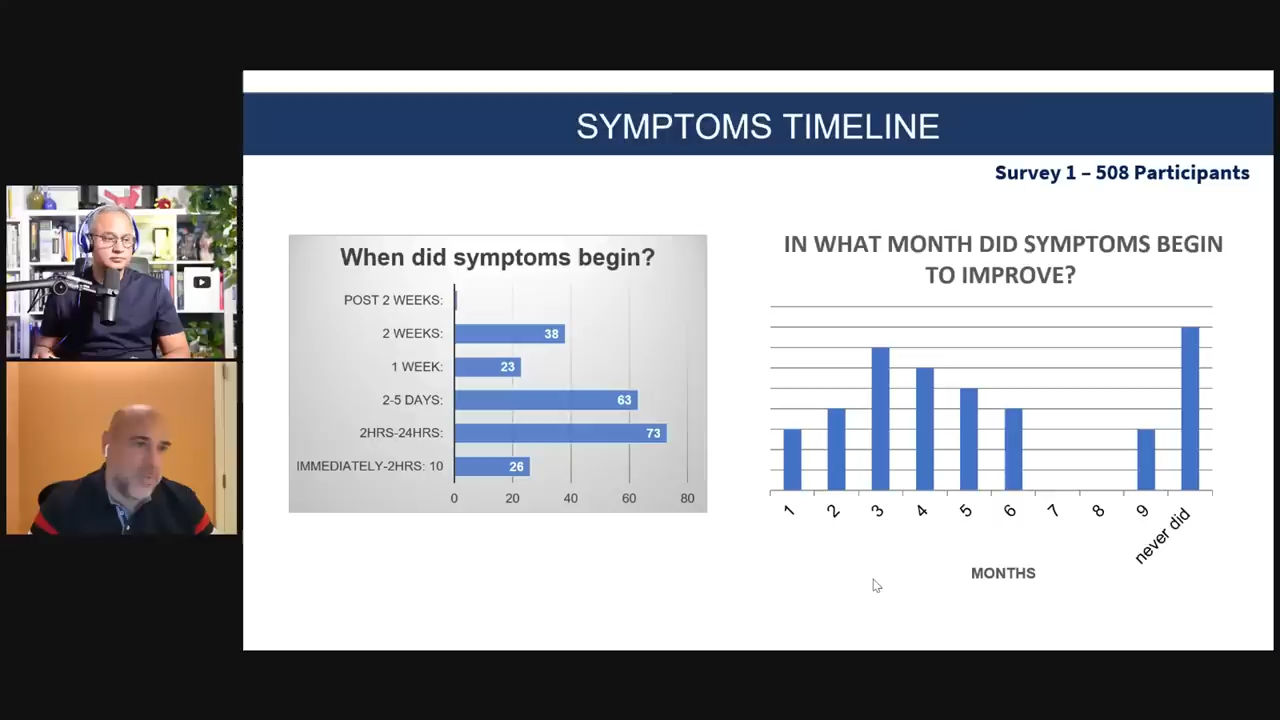 SYMPTOMS TIMELINE
Survey 1 – 508 Participants
When did symptoms begin?
POST 2 WEEKS:
2 WEEKS: 38
1 WEEK: 23
2-5 DAYS: 63
2HRS-24HRS: 73
IMMEDIATELY-2HRS: 10 26
0 20 40 60 80
IN WHAT MONTH DID SYMPTOMS BEGIN
TO IMPROVE?
1 2 3 4 5 6 7 8 9 never did
MONTHS